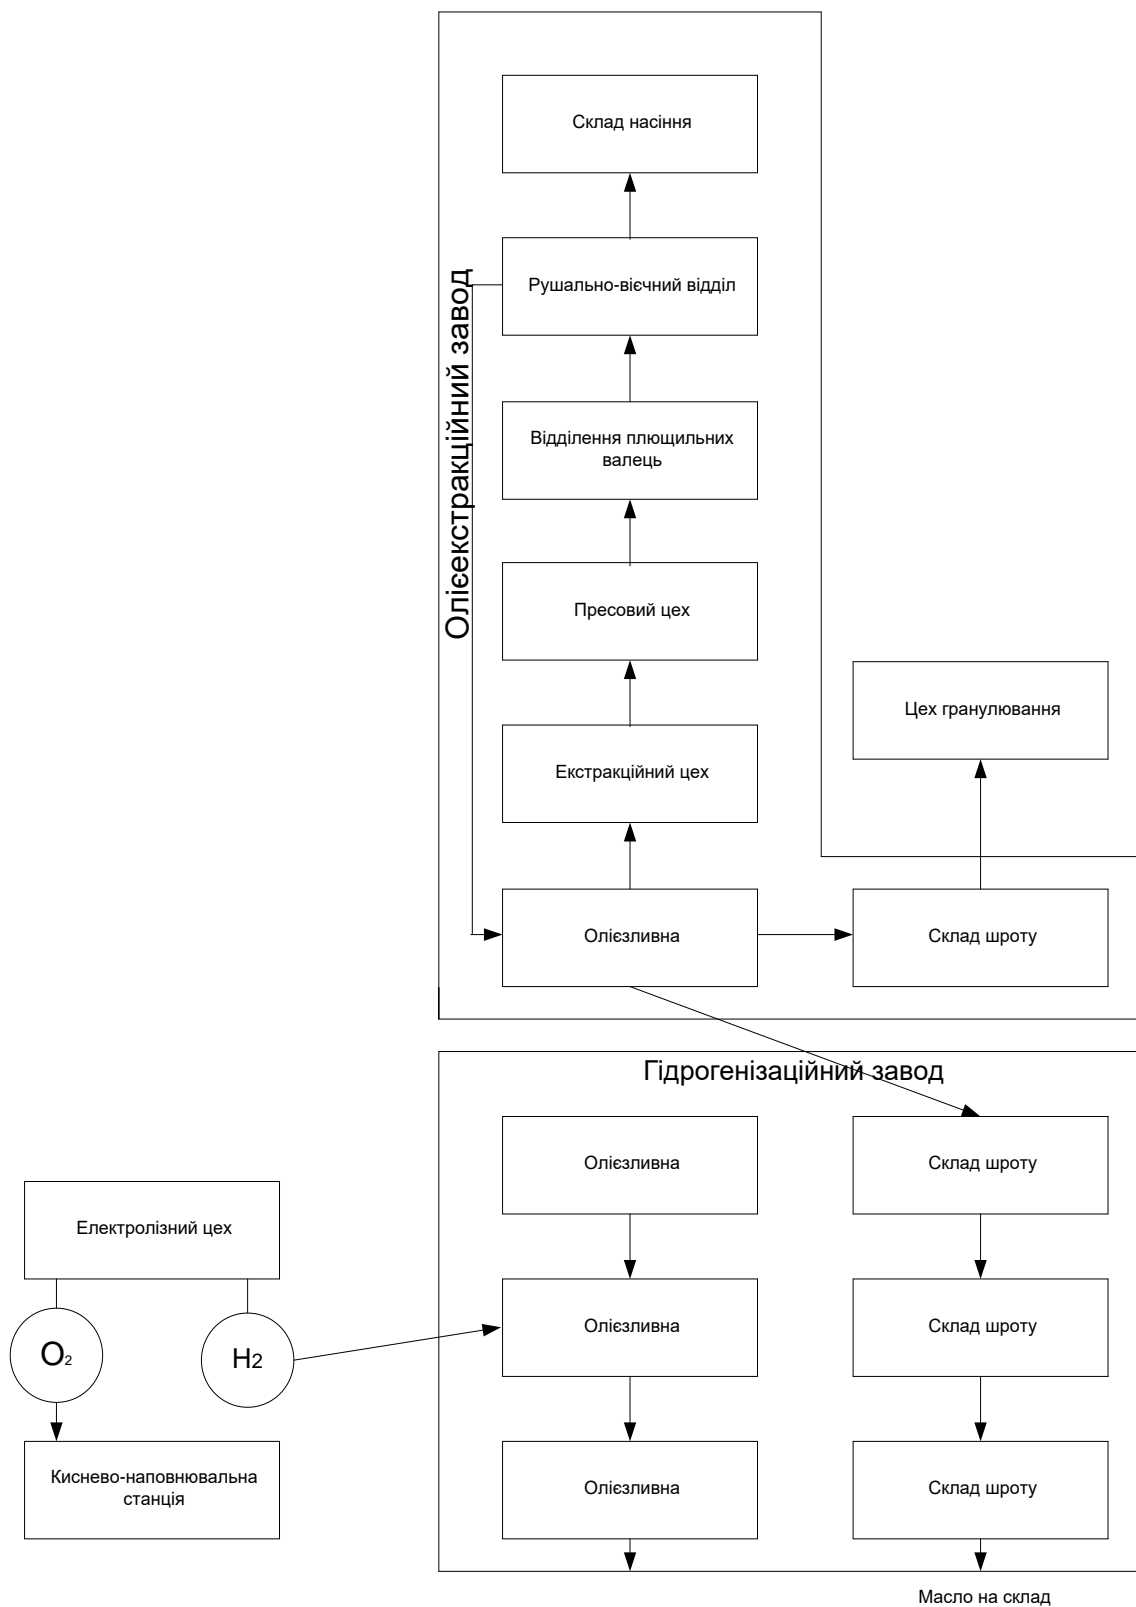 Склад насіння
Рушально-вієчний відділ
Олієекстракційний завод
Відділення плющильних
валець
Пресовий цех
Цех гранулювання
Екстракційний цех
Олієзливна
Склад шроту
Гідрогенізаційний завод
Олієзливна
Склад шроту
Електролізний цех
Олієзливна
Склад шроту
O2
H2
Киснево-наповнювальна
станція
Олієзливна
Склад шроту
Масло на склад